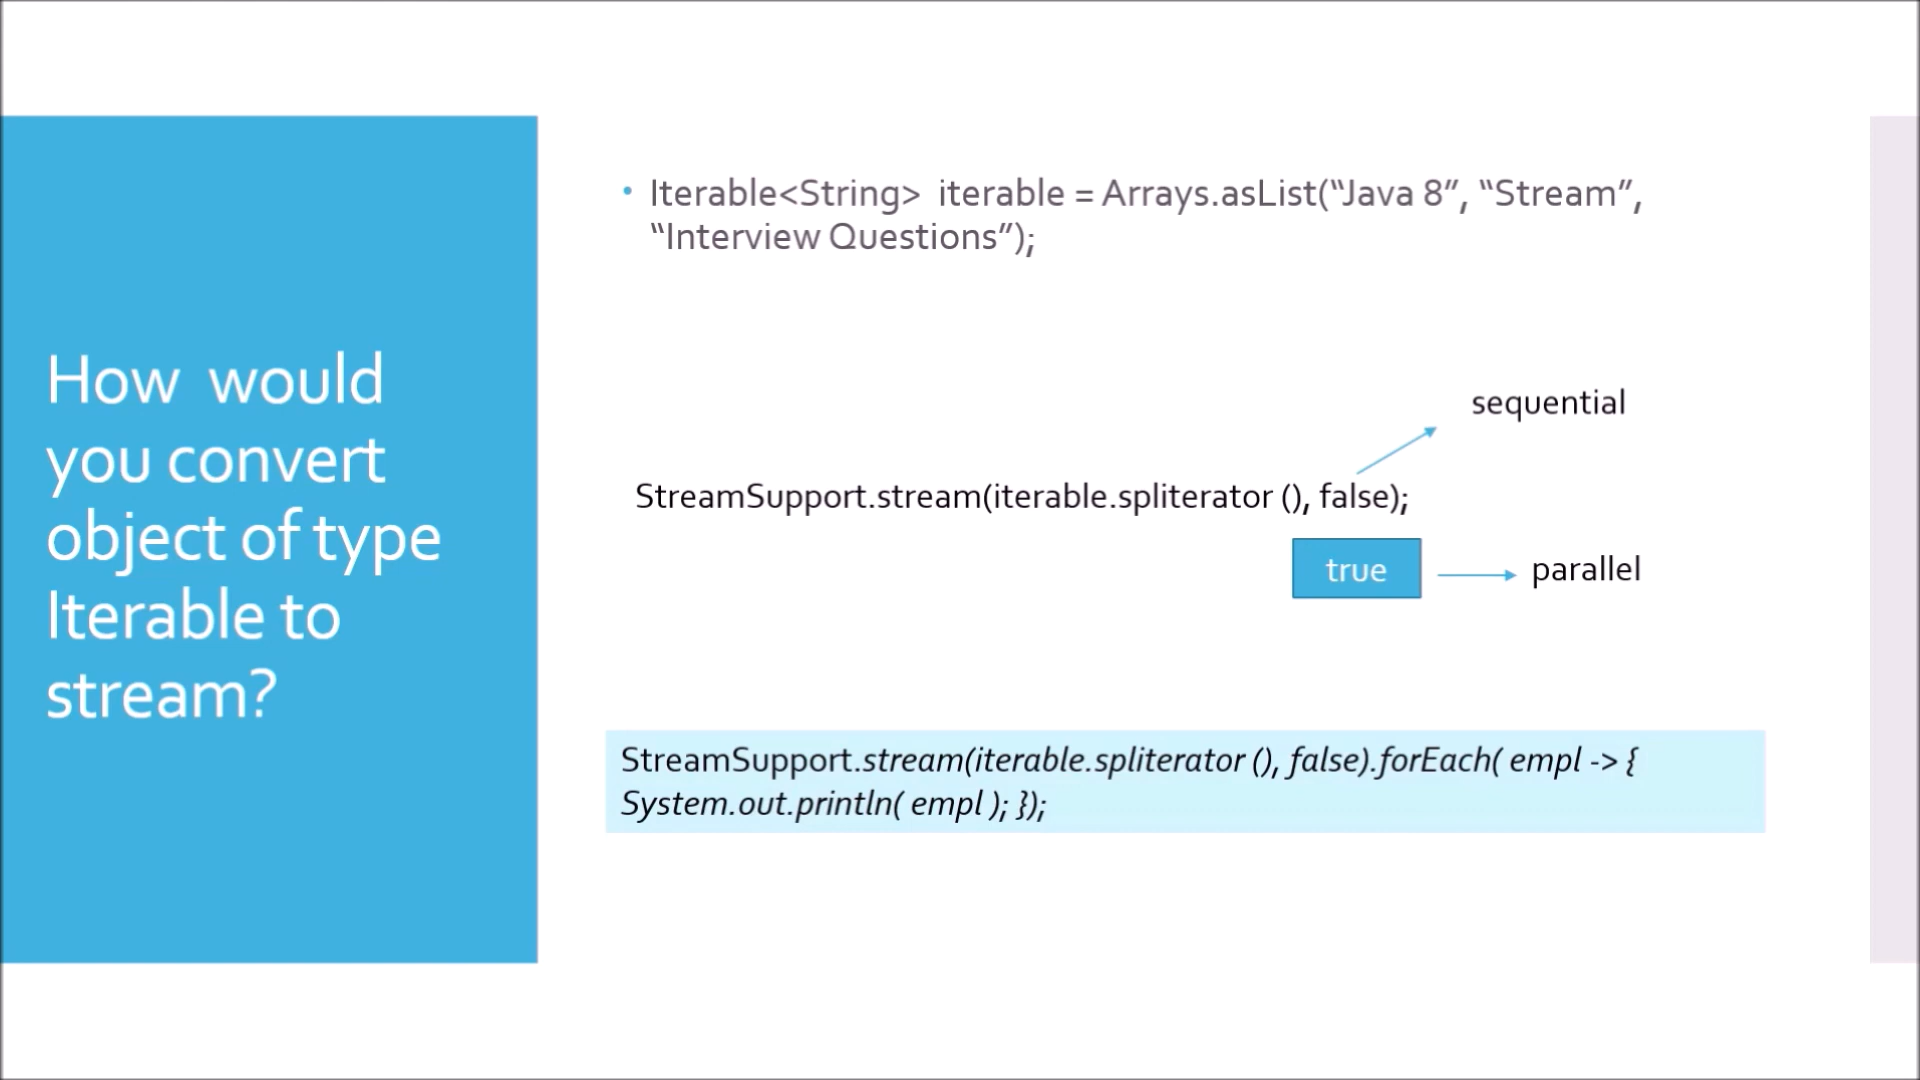 How would
you convert
object of type
Iterable to
stream?
• Iterable<String> iterable = Arrays.asList(“Java 8”, “Stream”,
“Interview Questions”);
sequential
StreamSupport.stream(iterable.spliterator (), false);
true
parallel
StreamSupport.stream(iterable.spliterator (), false).forEach( empl -> {
System.out.println( empl ); });